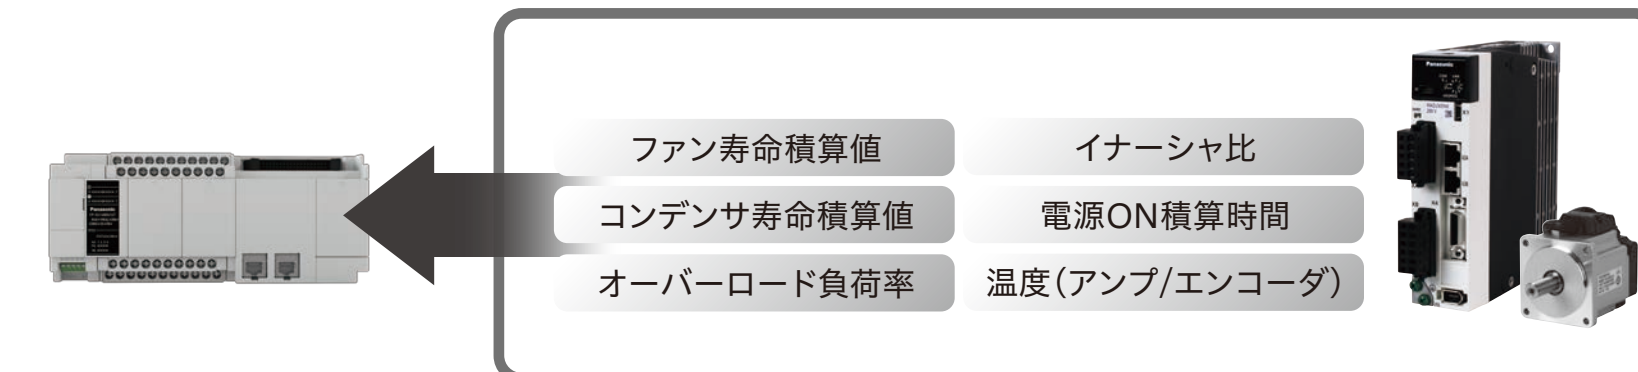 ファン寿命積算値
イナーシャ比
コンデンサ寿命積算値
電源ON積算時間
オーバーロード負荷率
温度(アンプ/エンコーダ)
Panasonic
Panasonic